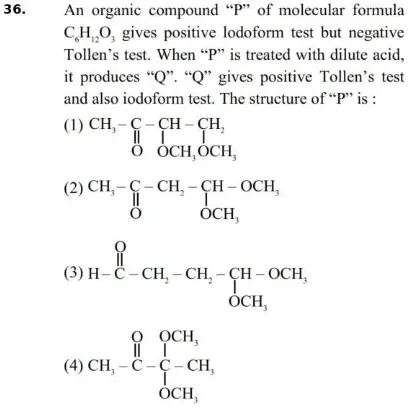 36. An organic compound “P” of molecular formula
C₆H₁₂O₃ gives positive Iodoform test but negative
Tollen’s test. When “P” is treated with dilute acid,
it produces “Q”. “Q” gives positive Tollen’s test
and also iodoform test. The structure of “P” is :
(1) CH₃ – C – CH – CH₂
O OCH₃ OCH₃
(2) CH₃ – C – CH₂ – CH – OCH₃
O OCH₃
O
(3) H – C – CH₂ – CH₂ – CH – OCH₃
OCH₃
O OCH₃
(4) CH₃ – C – C – CH₃
OCH₃